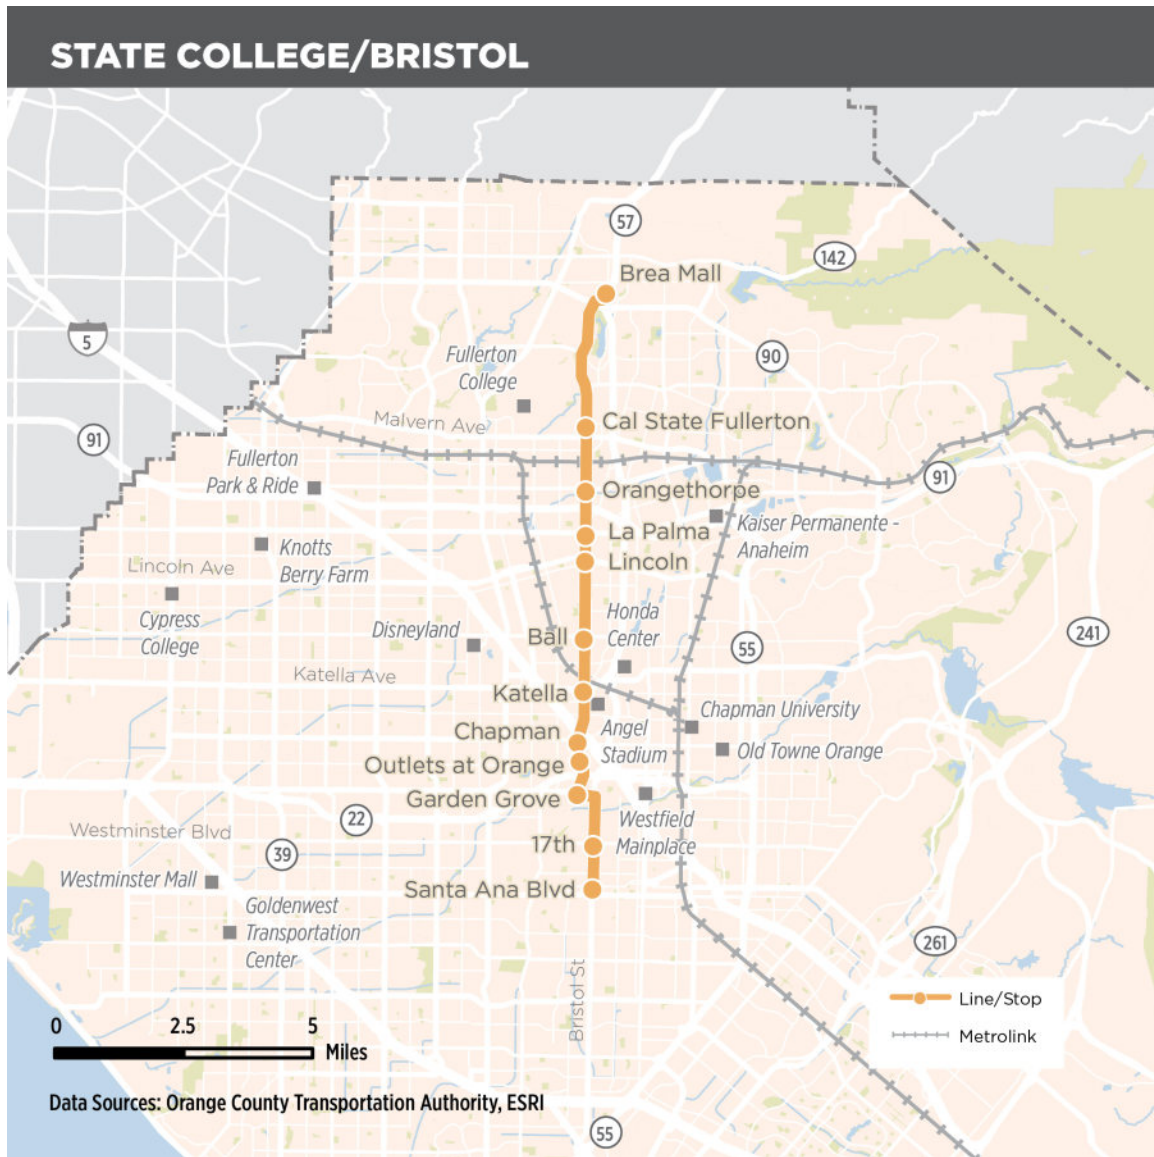 STATE COLLEGE/BRISTOL
57
142
Brea Mall
5
90
Fullerton
College
Malvern Ave
Cal State Fullerton
91
Fullerton
Park & Ride
91
Orangethorpe
Kaiser Permanente -
Anaheim
La Palma
Lincoln
Knotts
Berry Farm
Lincoln Ave
Cypress
College
Disneyland
Ball
Honda
Center
55
241
Katella Ave
Katella
Chapman University
Chapman
Angel
Stadium
Old Towne Orange
Outlets at Orange
Garden Grove
22
Westfield
Mainplace
Westminster Blvd
39
17th
Westminster Mall
Santa Ana Blvd
Goldenwest
Transportation
Center
261
Bristol St
Line/Stop
Metrolink
0 2.5 5
Miles
Data Sources: Orange County Transportation Authority, ESRI
55